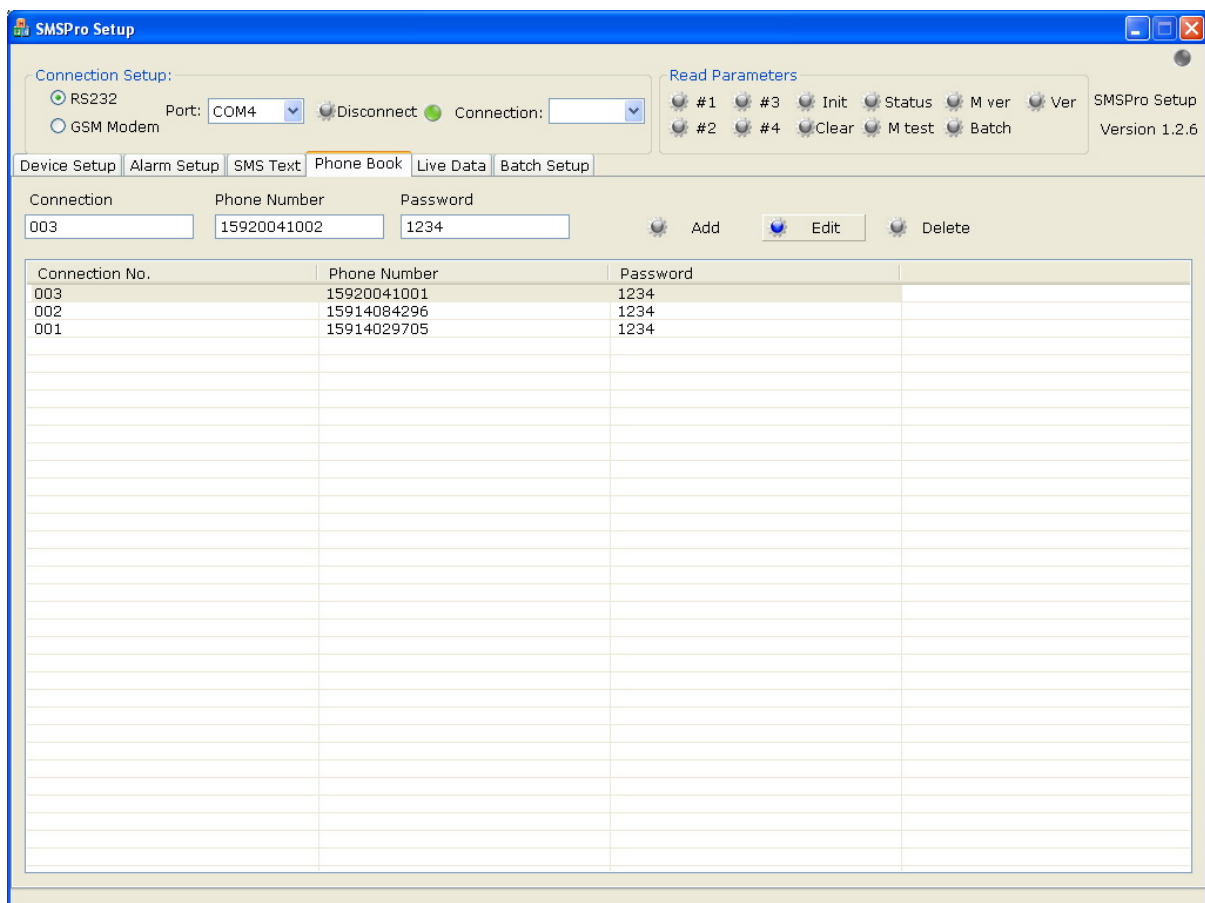 SMSPro Setup
Connection Setup:
RS232
GSM Modem
Port: COM4
Disconnect
Connection:
Read Parameters
#1 #3 Init Status M ver Ver
#2 #4 Clear M test Batch
SMSPro Setup
Version 1.2.6
Device Setup Alarm Setup SMS Text Phone Book Live Data Batch Setup
Connection Phone Number Password
003 15920041002 1234 Add Edit Delete
Connection No. Phone Number Password
003 15920041001 1234
002 15914084296 1234
001 15914029705 1234